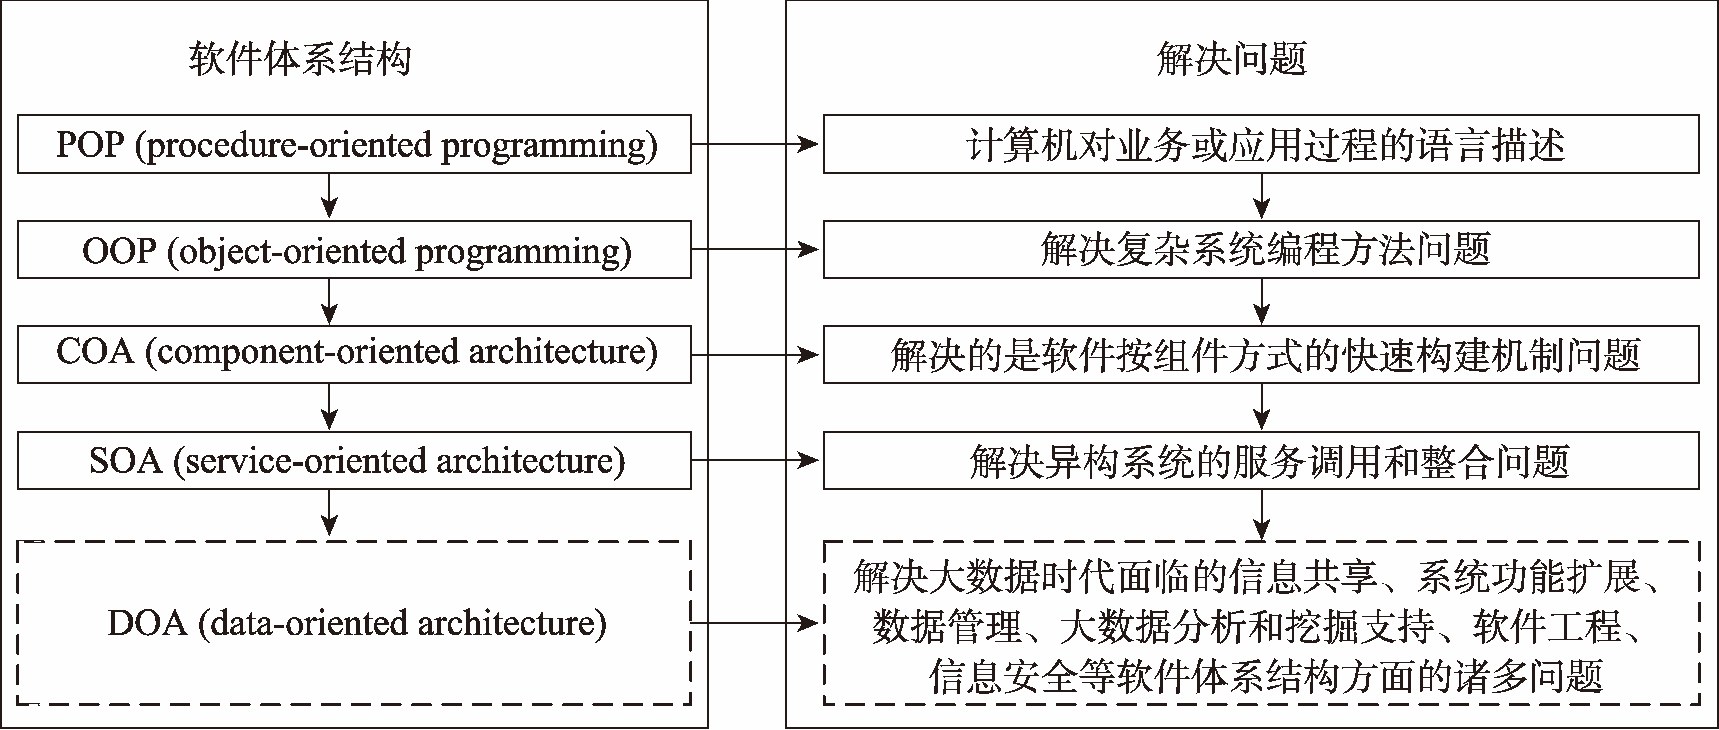 软件体系结构
POP (procedure-oriented programming)
OOP (object-oriented programming)
COA (component-oriented architecture)
SOA (service-oriented architecture)
DOA (data-oriented architecture)
解决问题
计算机对业务或应用过程的语言描述
解决复杂系统编程方法问题
解决的是软件按组件方式的快速构建机制问题
解决异构系统的服务调用和整合问题
解决大数据时代面临的信息共享、系统功能扩展、
数据管理、大数据分析和挖掘支持、软件工程、
信息安全等软件体系结构方面的诸多问题